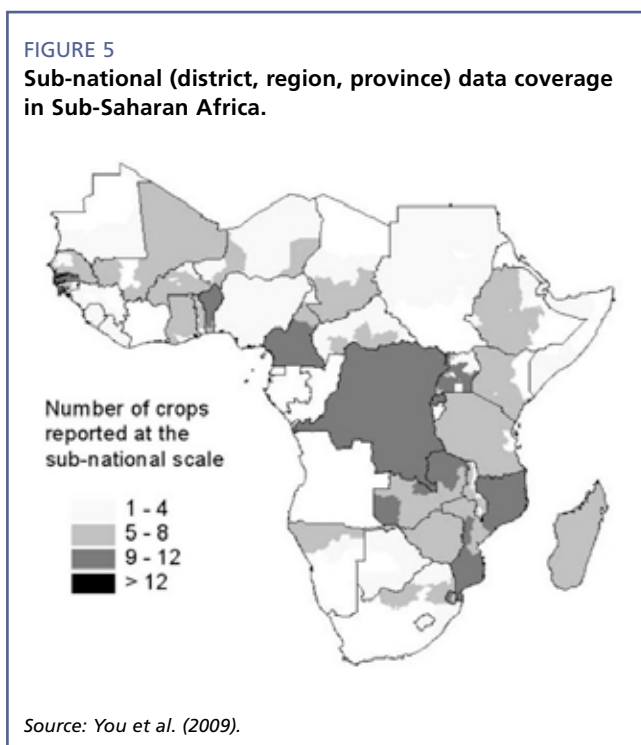 FIGURE 5
Sub-national (district, region, province) data coverage
in Sub-Saharan Africa.
Number of crops
reported at the
sub-national scale
1 - 4
5 - 8
9 - 12
> 12
Source: You et al. (2009).